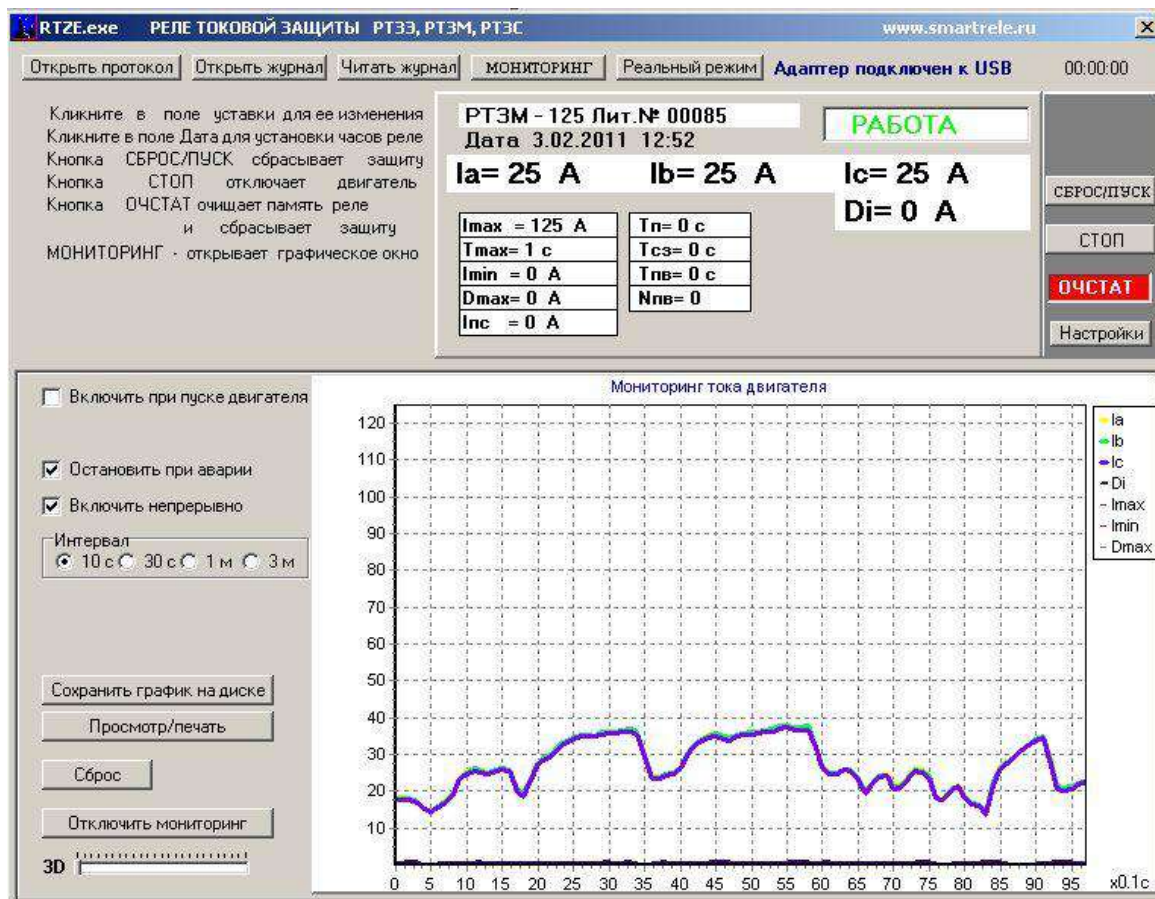 RTZE.exe РЕЛЕ ТОКОВОЙ ЗАЩИТЫ РТЗЭ, РТЗМ, РТЗС www.smartrele.ru
Открыть протокол Открыть журнал Читать журнал МОНИТОРИНГ Реальный режим Адаптер подключен к USB 00:00:00
Кликните в поле уставки для ее изменения
Кликните в поле Дата для установки часов реле
Кнопка СБРОС/ПУСК сбрасывает защиту
Кнопка СТОП отключает двигатель
Кнопка ОЧСТАТ очищает память реле
и сбрасывает защиту
МОНИТОРИНГ - открывает графическое окно
РТЗМ - 125 Лит.№ 00085
РАБОТА
Дата 3.02.2011 12:52
Ia= 25 A Ib= 25 A Ic= 25 A
Di= 0 A
Imax = 125 A
Tmax= 1 c
Imin = 0 A
Dmax= 0 A
Inc = 0 A
Тп= 0 с
Тсз= 0 с
Тпв= 0 с
Nпв= 0
СБРОС/ПУСК
СТОП
ОЧСТАТ
Настройки
Включить при пуске двигателя
Остановить при аварии
Включить непрерывно
Интервал
10 с 30 с 1 м 3 м
Сохранить график на диске
Просмотр/печать
Сброс
Отключить мониторинг
3D
Мониторинг тока двигателя
120
110
100
90
80
70
60
50
40
30
20
10
0 5 10 15 20 25 30 35 40 45 50 55 60 65 70 75 80 85 90 95 x0.1c
Ia
Ib
Ic
Di
Imax
Imin
Dmax